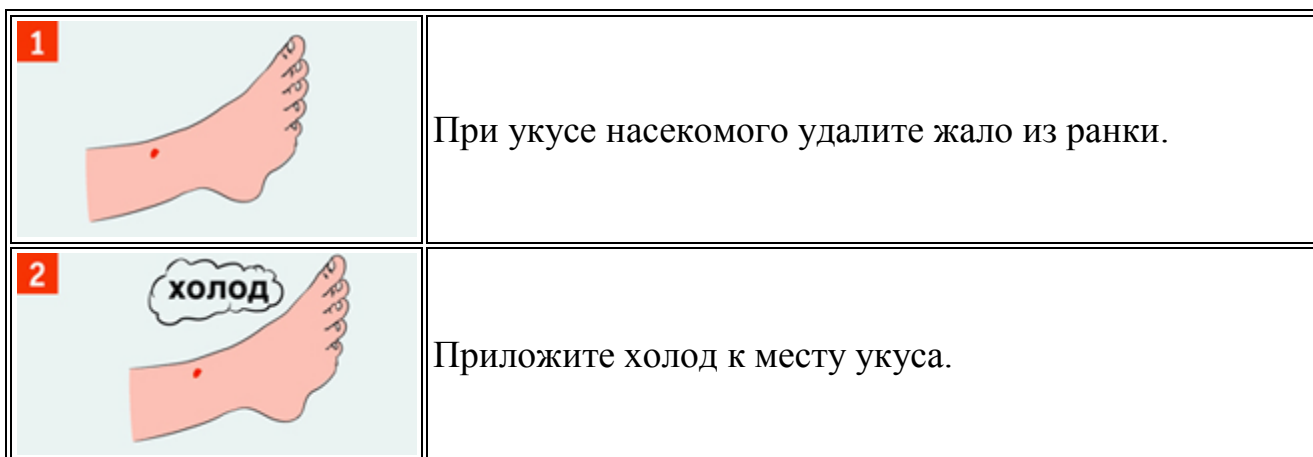 1
При укусе насекомого удалите жало из ранки.
2
холод
Приложите холод к месту укуса.